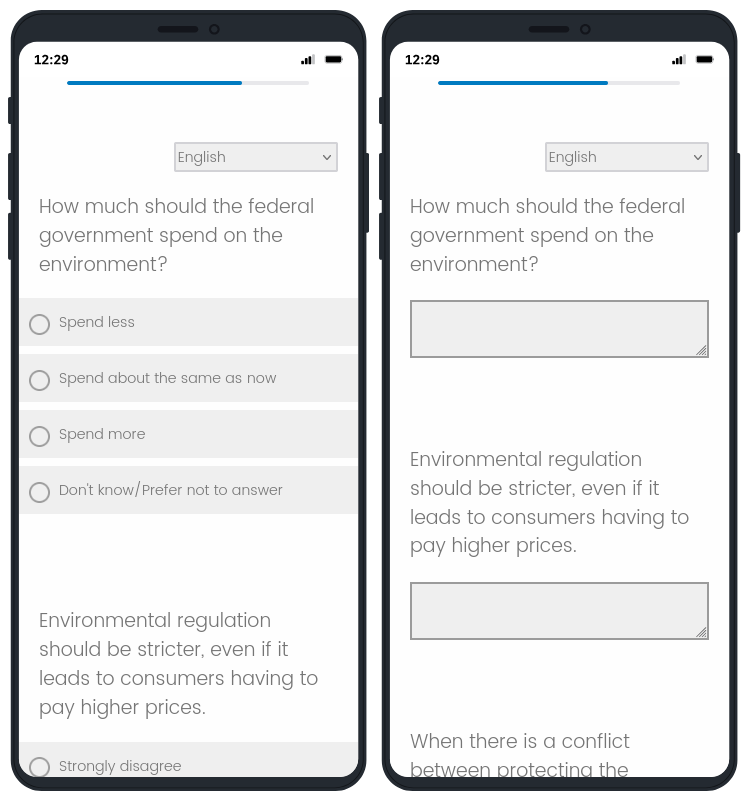 12:29
English
How much should the federal
government spend on the
environment?
Spend less
Spend about the same as now
Spend more
Don't know/Prefer not to answer
Environmental regulation
should be stricter, even if it
leads to consumers having to
pay higher prices.
Strongly disagree
12:29
English
How much should the federal
government spend on the
environment?
Environmental regulation
should be stricter, even if it
leads to consumers having to
pay higher prices.
When there is a conflict
between protecting the